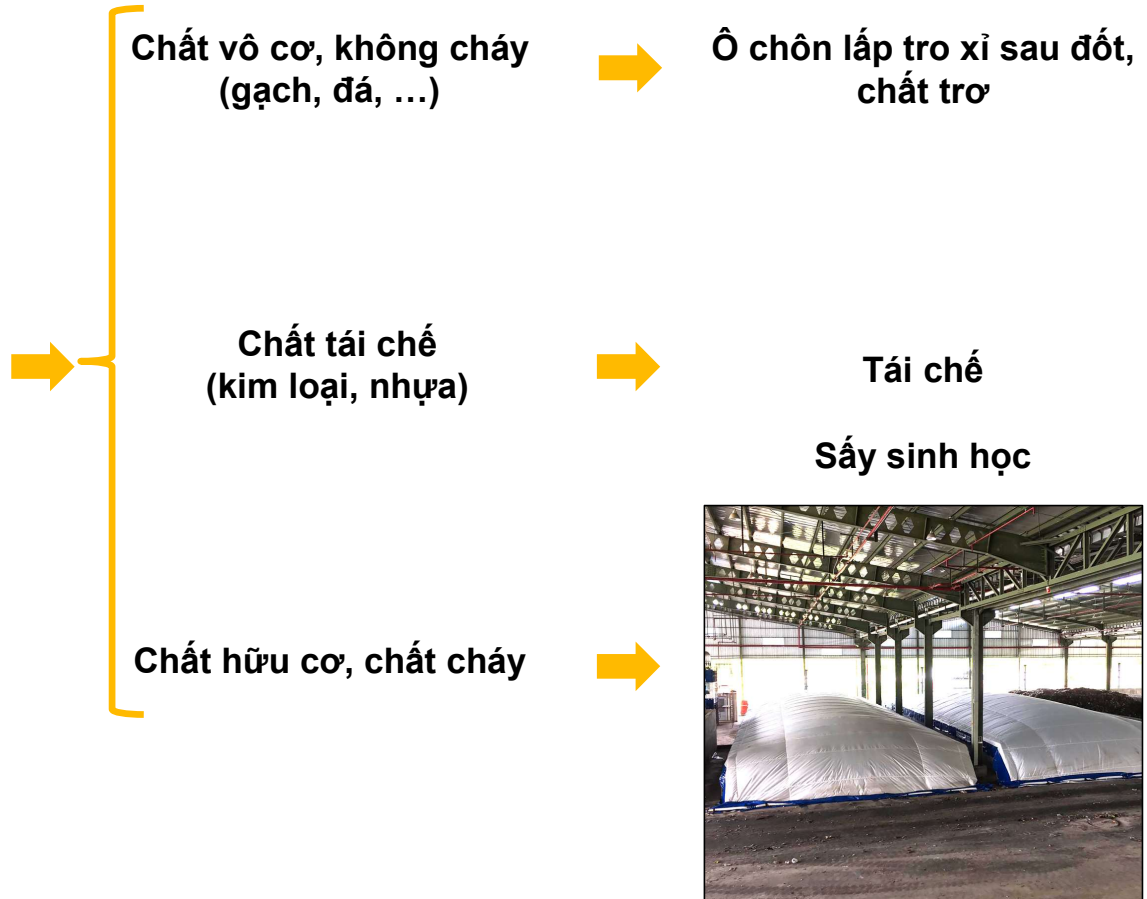 Chất vô cơ, không cháy
(gạch, đá, …)
Ô chôn lấp tro xỉ sau đốt,
chất trơ
Chất tái chế
(kim loại, nhựa)
Tái chế
Sấy sinh học
Chất hữu cơ, chất cháy